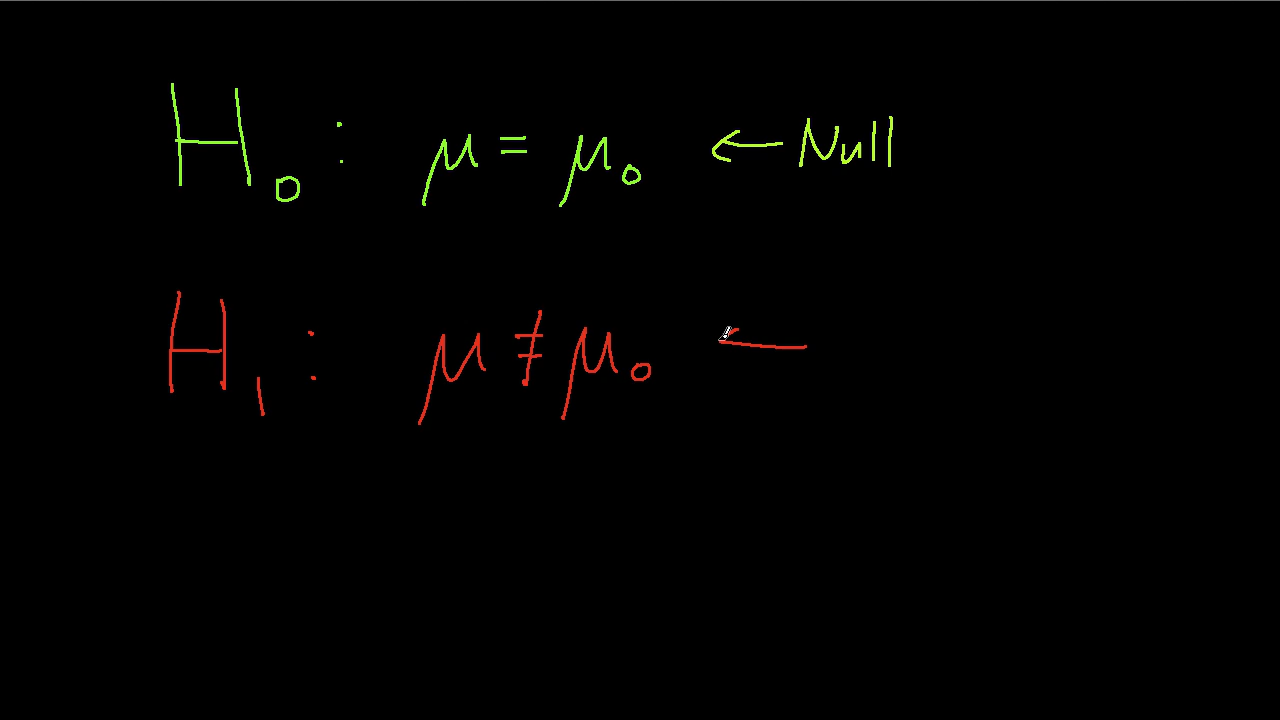 H₀ : μ = μ₀ ← Null
H₁ : μ ≠ μ₀ ←